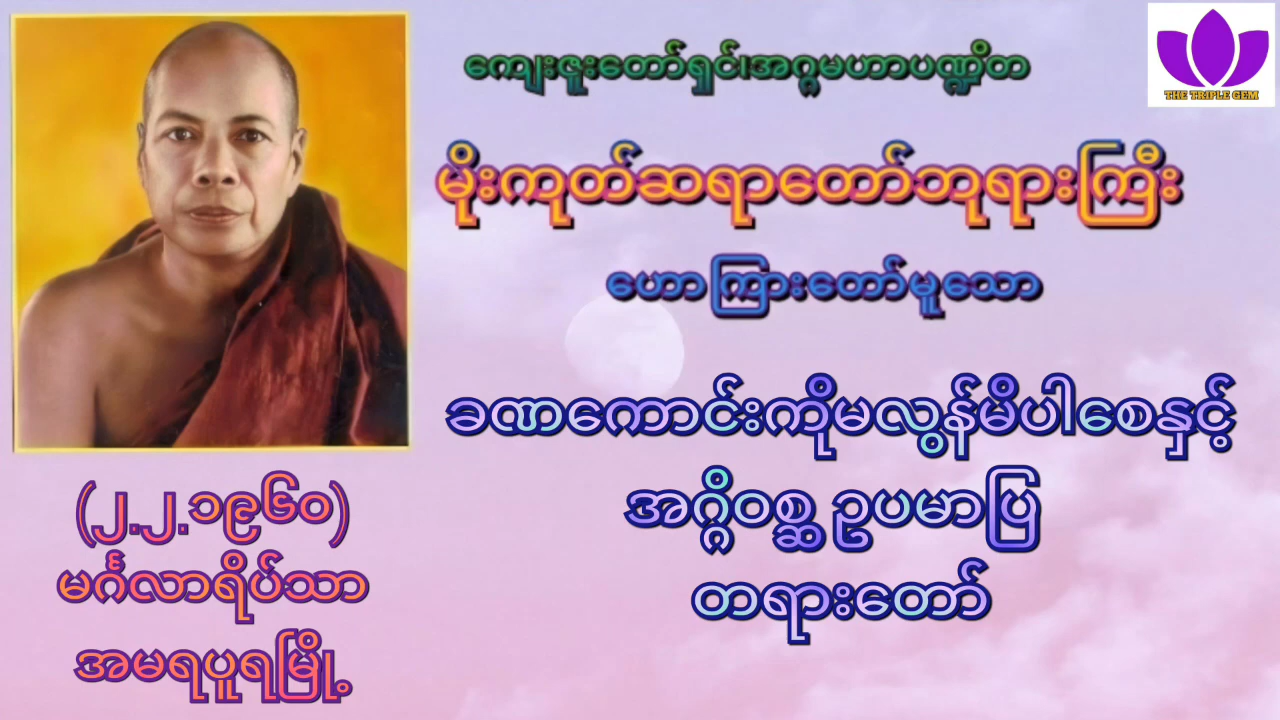 ကျေးဇူးတော်ရှင်၊အဂ္ဂမဟာပဏ္ဍိတ
မိုးကုတ်ဆရာတော်ဘုရားကြီး
ဟောကြားတော်မူသော
ခဏကောင်းကိုမလွန်မိပါစေနှင့်
အဂ္ဂိဝစ္ဆ ဥပမာပြ
တရားတော်
(၂.၂.၁၉၆၀)
မင်္ဂလာရိပ်သာ
အမရပူရမြို့
THE TRIPLE GEM